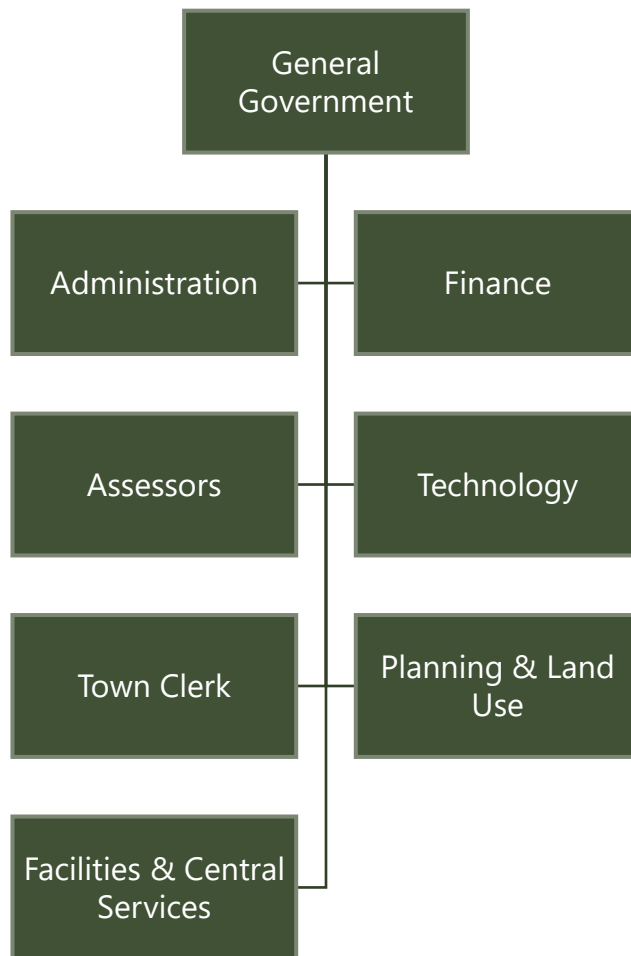 General
Government
Administration
Finance
Assessors
Technology
Town Clerk
Planning & Land
Use
Facilities & Central
Services